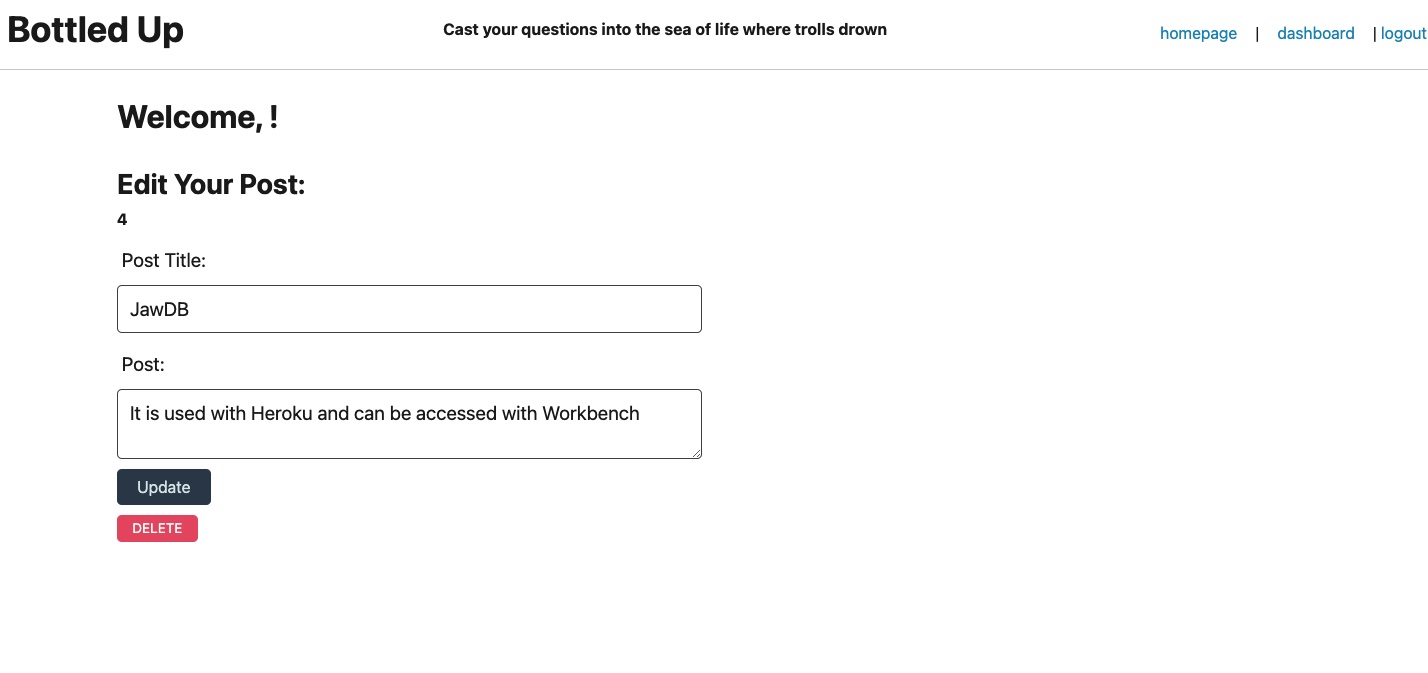 Bottled Up
Cast your questions into the sea of life where trolls drown
homepage | dashboard | logout
Welcome, !
Edit Your Post:
4
Post Title:
JawDB
Post:
It is used with Heroku and can be accessed with Workbench
Update
DELETE